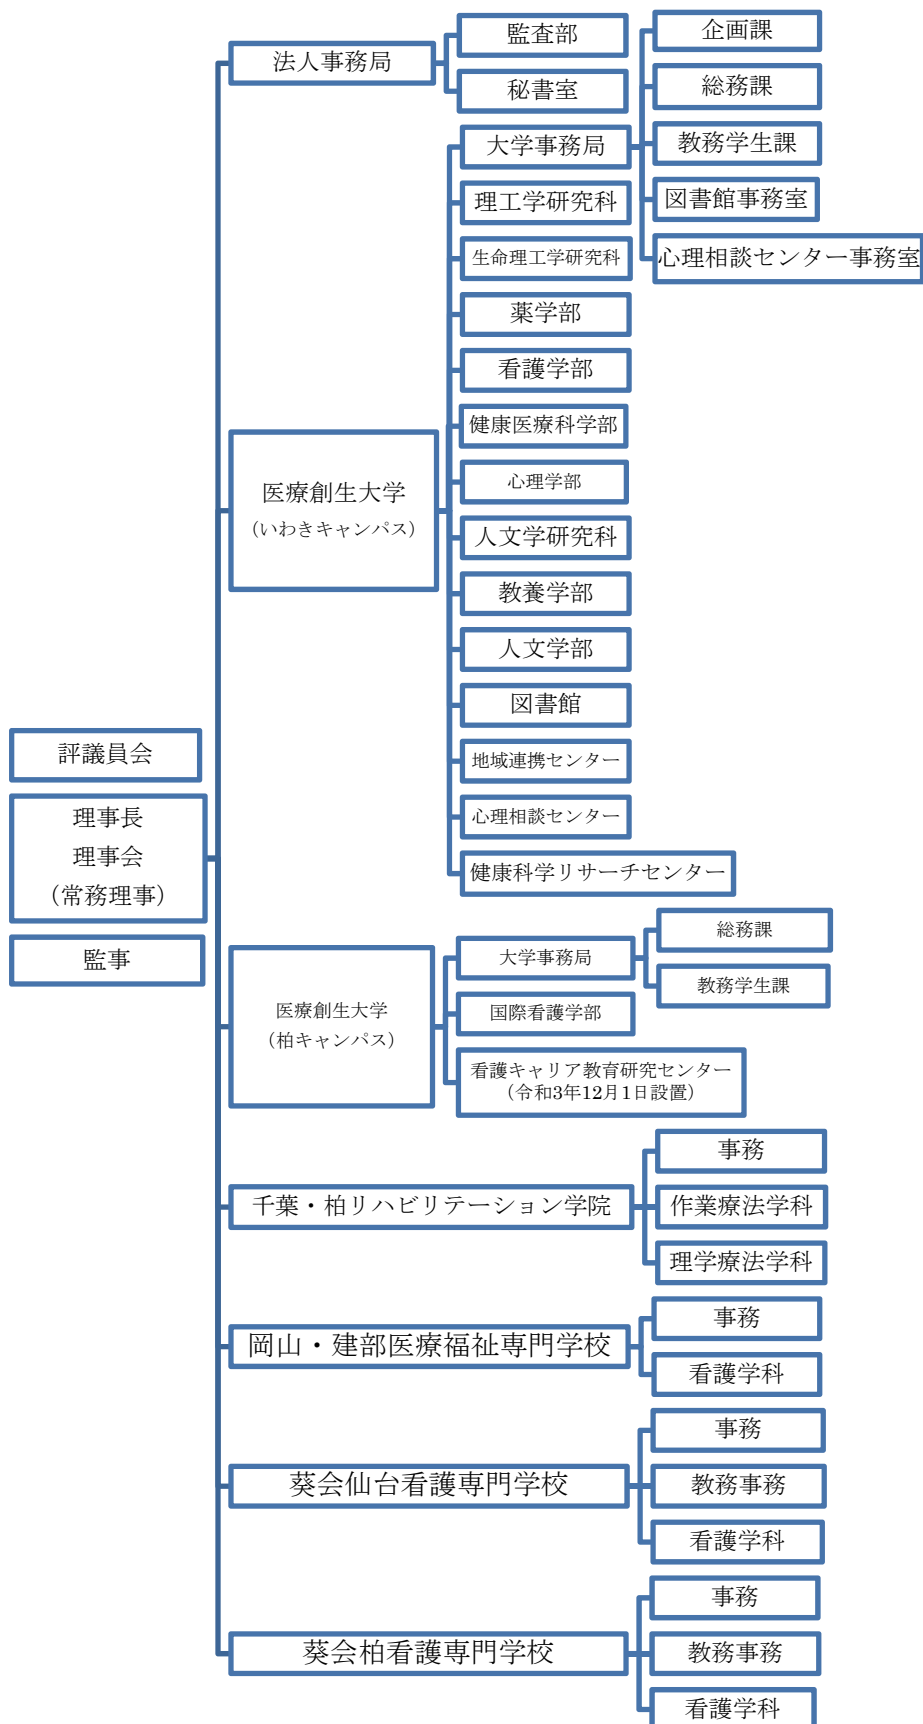 評議員会
理事長
理事会
（常務理事）
監事
法人事務局
監査部
秘書室
医療創生大学
（いわきキャンパス）
大学事務局
企画課
総務課
教務学生課
図書館事務室
心理相談センター事務室
理工学研究科
生命理工学研究科
薬学部
看護学部
健康医療科学部
心理学部
人文学研究科
教養学部
人文学部
図書館
地域連携センター
心理相談センター
健康科学リサーチセンター
医療創生大学
（柏キャンパス）
大学事務局
総務課
教務学生課
国際看護学部
看護キャリア教育研究センター
（令和3年12月1日設置）
千葉・柏リハビリテーション学院
事務
作業療法学科
理学療法学科
岡山・建部医療福祉専門学校
事務
看護学科
葵会仙台看護専門学校
事務
教務事務
看護学科
葵会柏看護専門学校
事務
教務事務
看護学科